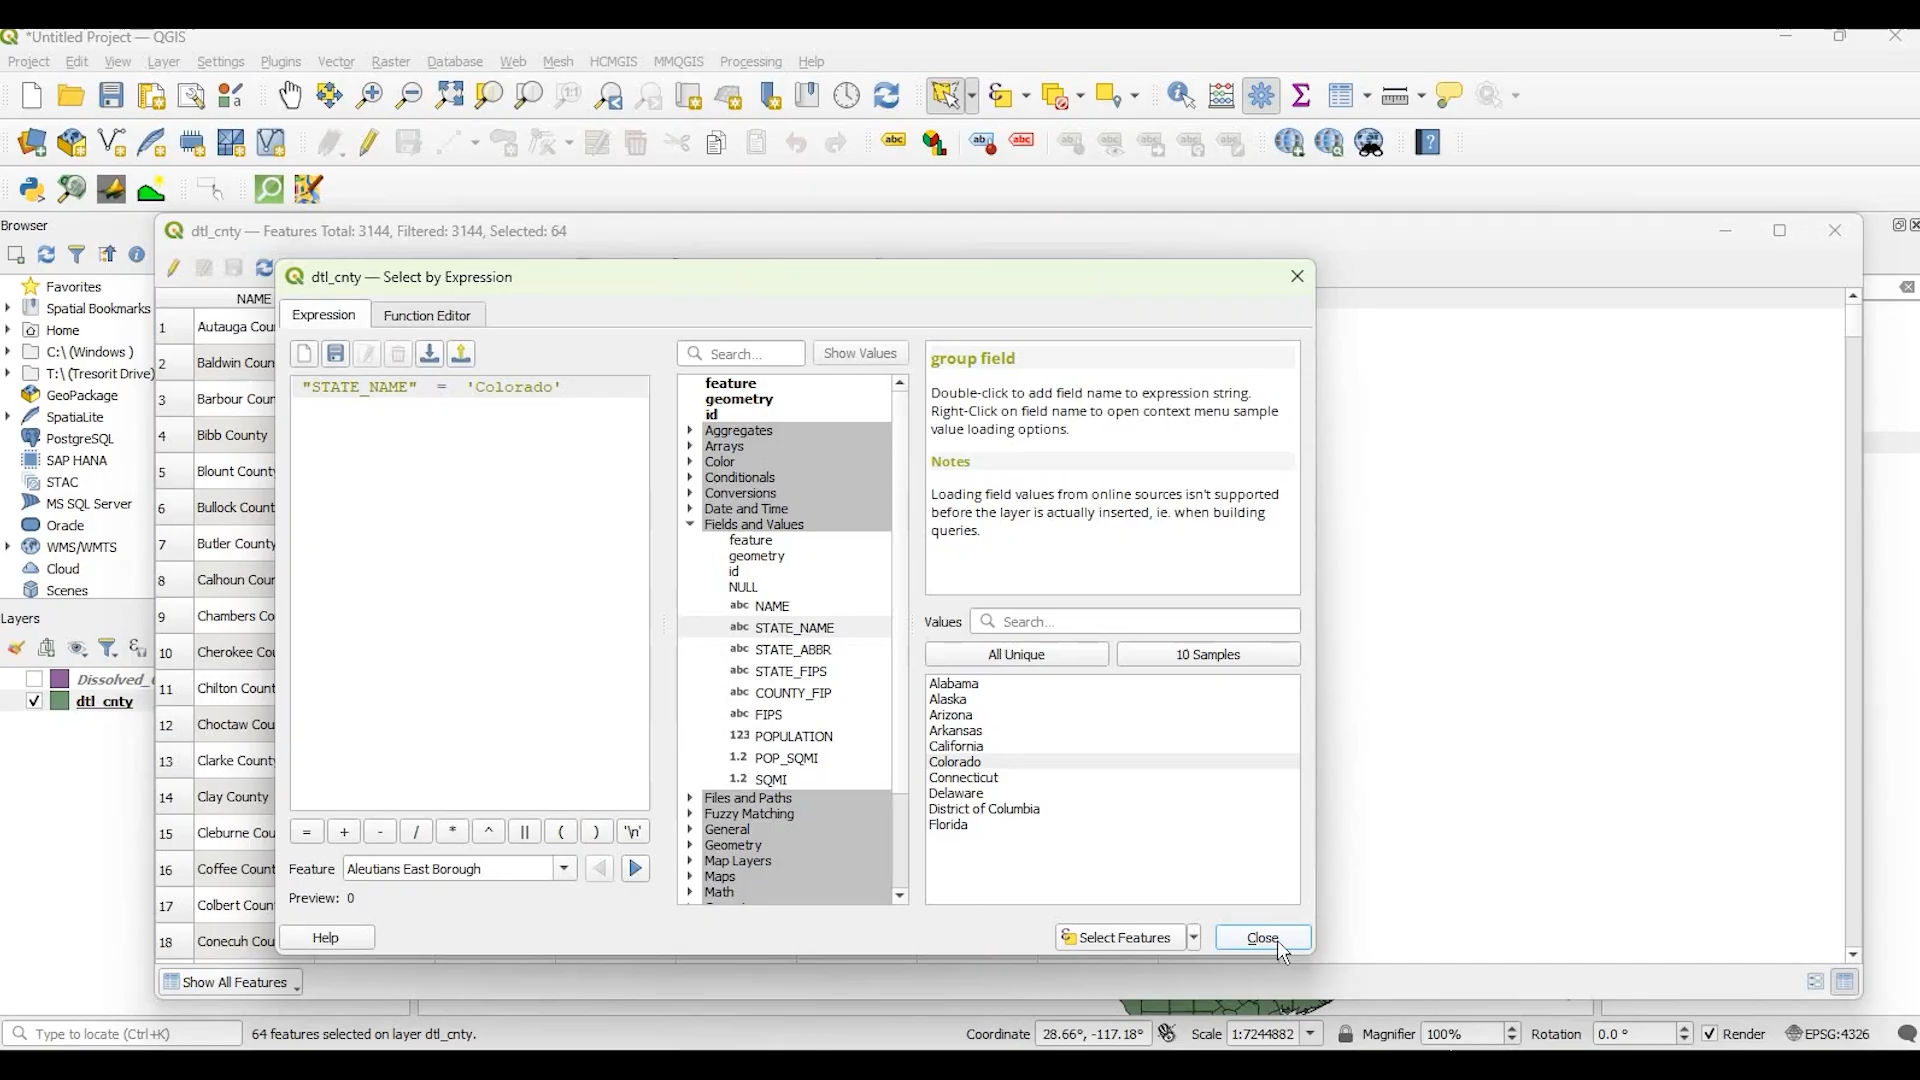 *Untitled Project — QGIS
Project Edit View Layer Settings Plugins Vector Raster Database Web Mesh HCMGIS MMQGIS Processing Help
Browser
Favorites
Spatial Bookmarks
Home
C:\ (Windows )
T:\ (Tresorit Drive)
GeoPackage
SpatiaLite
PostgreSQL
SAP HANA
STAC
MS SQL Server
Oracle
WMS/WMTS
Cloud
Scenes
Layers
Dissolved_
dtl_cnty
dtl_cnty — Features Total: 3144, Filtered: 3144, Selected: 64
NAME
1 Autauga Cou
2 Baldwin Coun
3 Barbour Coun
4 Bibb County
5 Blount County
6 Bullock Count
7 Butler County
8 Calhoun Cour
9 Chambers Co
10 Cherokee Cou
11 Chilton Count
12 Choctaw Cou
13 Clarke County
14 Clay County
15 Cleburne Cou
16 Coffee Count
17 Colbert Coun
18 Conecuh Cou
Show All Features
dtl_cnty — Select by Expression
Expression Function Editor
"STATE_NAME" = 'Colorado'
= + - / * ^ || ( ) '\n'
Feature Aleutians East Borough
Preview: 0
Help
Search... Show Values
feature
geometry
id
Aggregates
Arrays
Color
Conditionals
Conversions
Date and Time
Fields and Values
feature
geometry
id
NULL
abc NAME
abc STATE_NAME
abc STATE_ABBR
abc STATE_FIPS
abc COUNTY_FIP
abc FIPS
123 POPULATION
1.2 POP_SQMI
1.2 SQMI
Files and Paths
Fuzzy Matching
General
Geometry
Map Layers
Maps
Math
group field
Double-click to add field name to expression string.
Right-Click on field name to open context menu sample
value loading options.
Notes
Loading field values from online sources isn't supported
before the layer is actually inserted, ie. when building
queries.
Values Search...
All Unique 10 Samples
Alabama
Alaska
Arizona
Arkansas
California
Colorado
Connecticut
Delaware
District of Columbia
Florida
Select Features Close
Type to locate (Ctrl+K) 64 features selected on layer dtl_cnty. Coordinate 28.66°, -117.18° Scale 1:7244882 Magnifier 100% Rotation 0.0 ° Render EPSG:4326